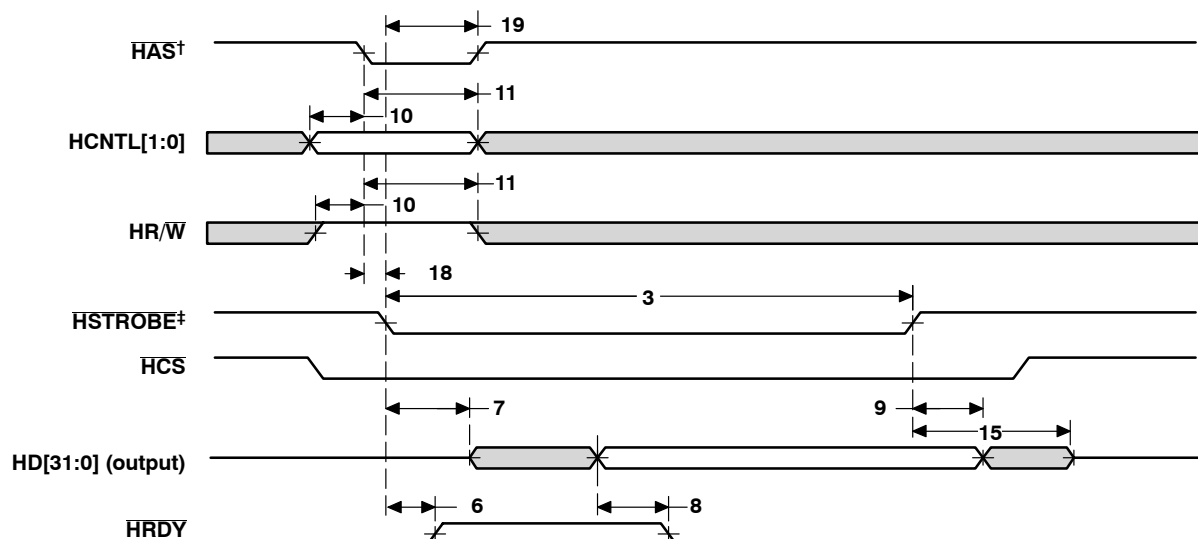 19
HAS†
11
10
HCNTL[1:0]
11
10
HR/W
18
3
HSTROBE‡
HCS
7
9
15
HD[31:0] (output)
6
8
HRDY